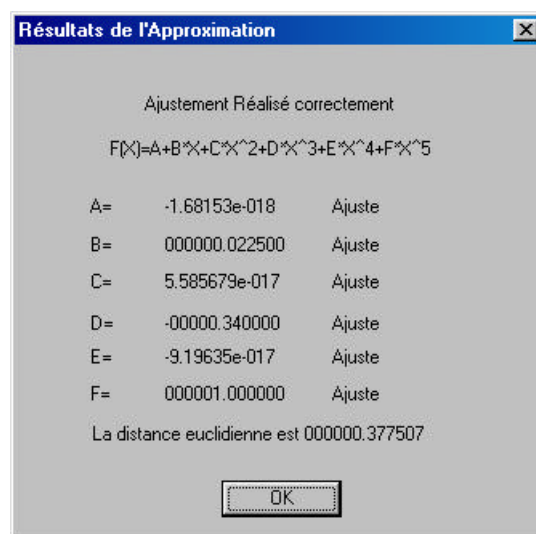 Résultats de l'Approximation
Ajustement Réalisé correctement
F(X)=A+B*X+C*X^2+D*X^3+E*X^4+F*X^5
A= -1.68153e-018 Ajuste
B= 000000.022500 Ajuste
C= 5.585679e-017 Ajuste
D= -00000.340000 Ajuste
E= -9.19635e-017 Ajuste
F= 000001.000000 Ajuste
La distance euclidienne est 000000.377507
OK